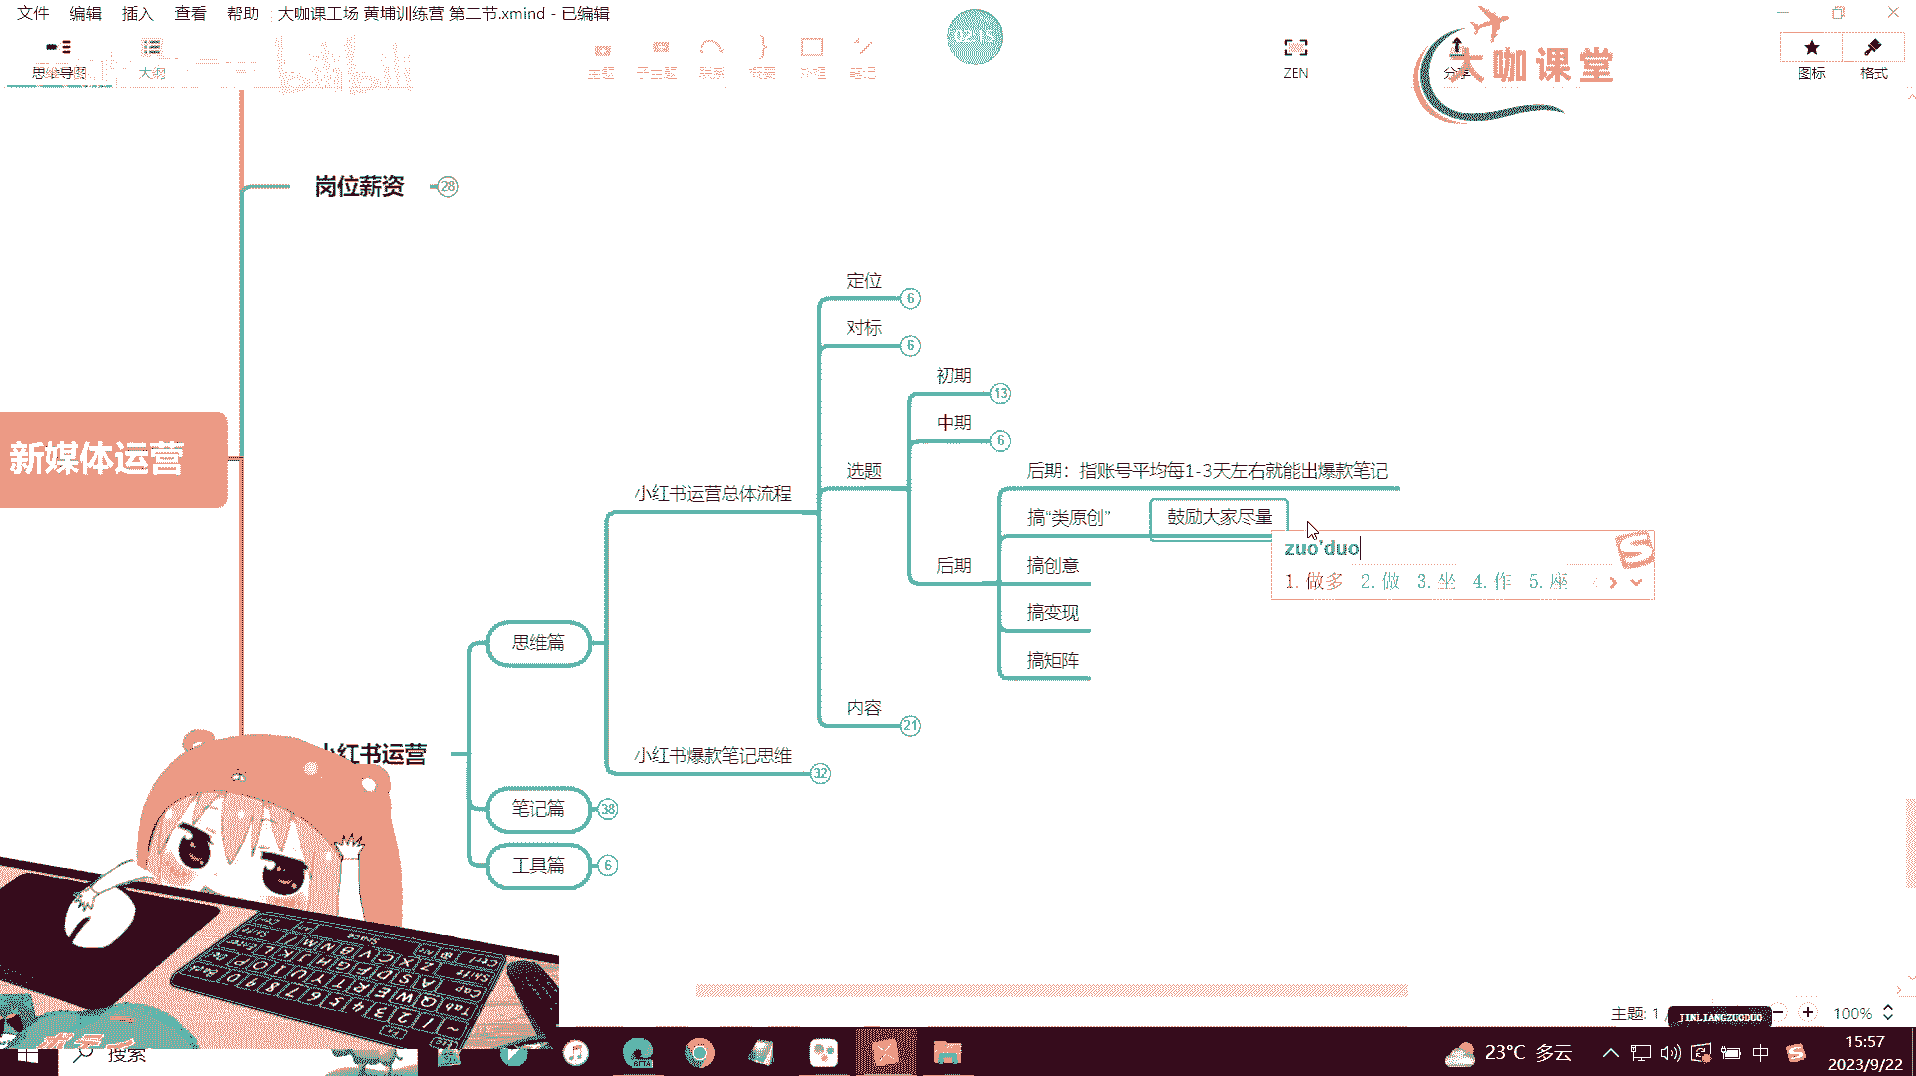 文件 编辑 插入 查看 帮助 大咖课工场 黄埔训练营 第二节.xmind - 已编辑
思维导图 大纲 主题 子主题 联系 概要 外框 笔记 02:15 ZEN 分享 图标 格式
大咖课堂
岗位薪资 28
定位 6
对标 6
初期 13
中期 6
新媒体运营
选题
后期：指账号平均每1-3天左右就能出爆款笔记
小红书运营总体流程
搞“类原创” 鼓励大家尽量
zuo'duo
后期
搞创意
1.做多 2.做 3.坐 4.作 5.座
搞变现
思维篇
搞矩阵
内容 21
小红书运营
小红书爆款笔记思维 32
笔记篇 38
工具篇 6
主题: 1 /
JINLIANGZUODUO
100%
搜索
BETA
23°C 多云
中
15:57
2023/9/22